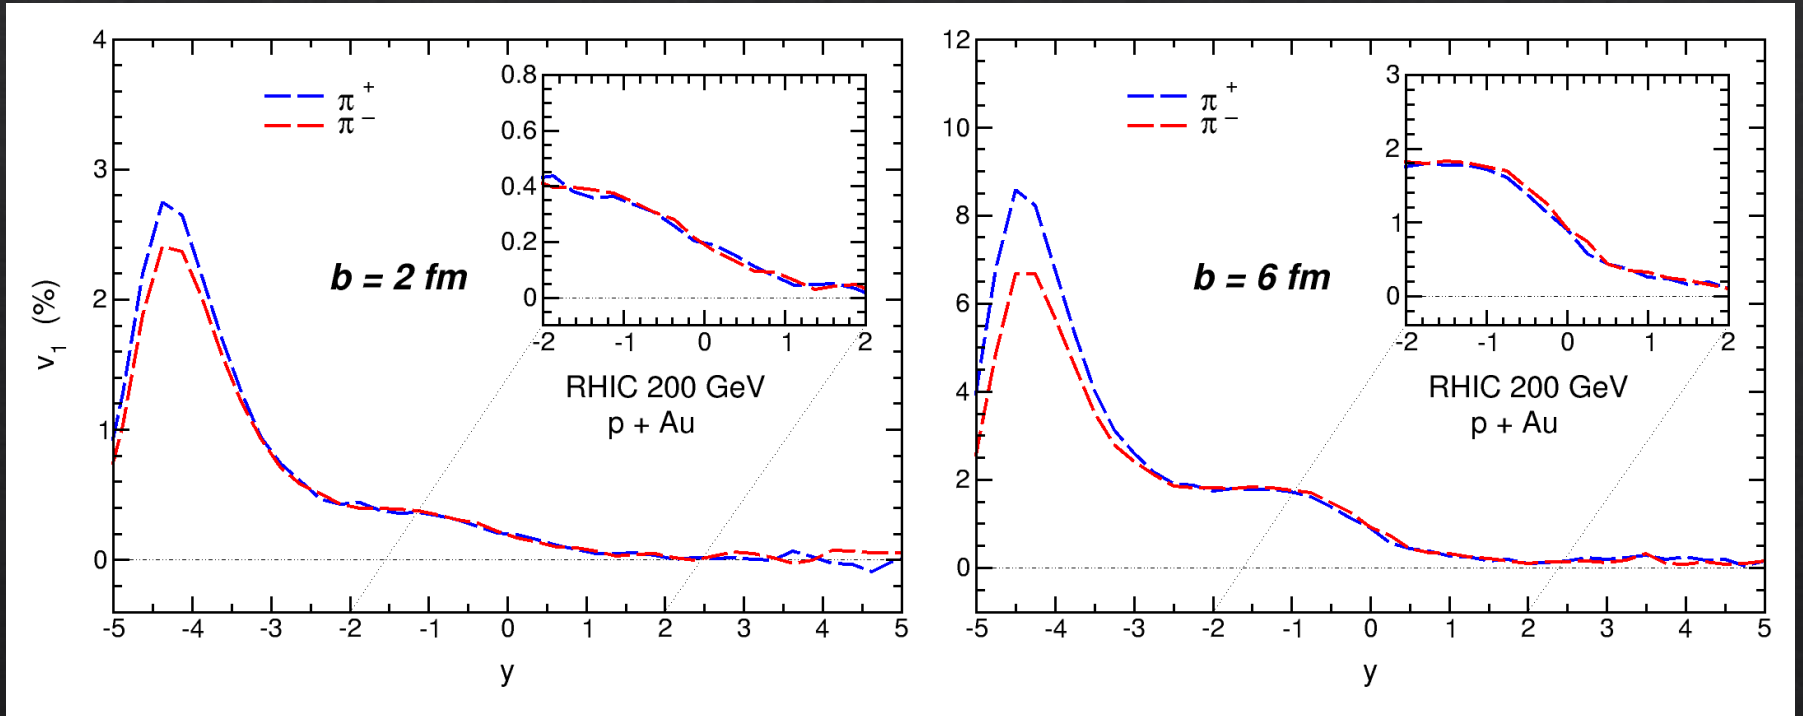 4
3
2
1
0
-5 -4 -3 -2 -1 0 1 2 3 4 5
v1 (%)
y
π+
π−
b = 2 fm
0.8
0.6
0.4
0.2
0
-2 -1 0 1 2
RHIC 200 GeV
p + Au
12
10
8
6
4
2
0
-5 -4 -3 -2 -1 0 1 2 3 4 5
y
π+
π−
b = 6 fm
3
2
1
0
-2 -1 0 1 2
RHIC 200 GeV
p + Au